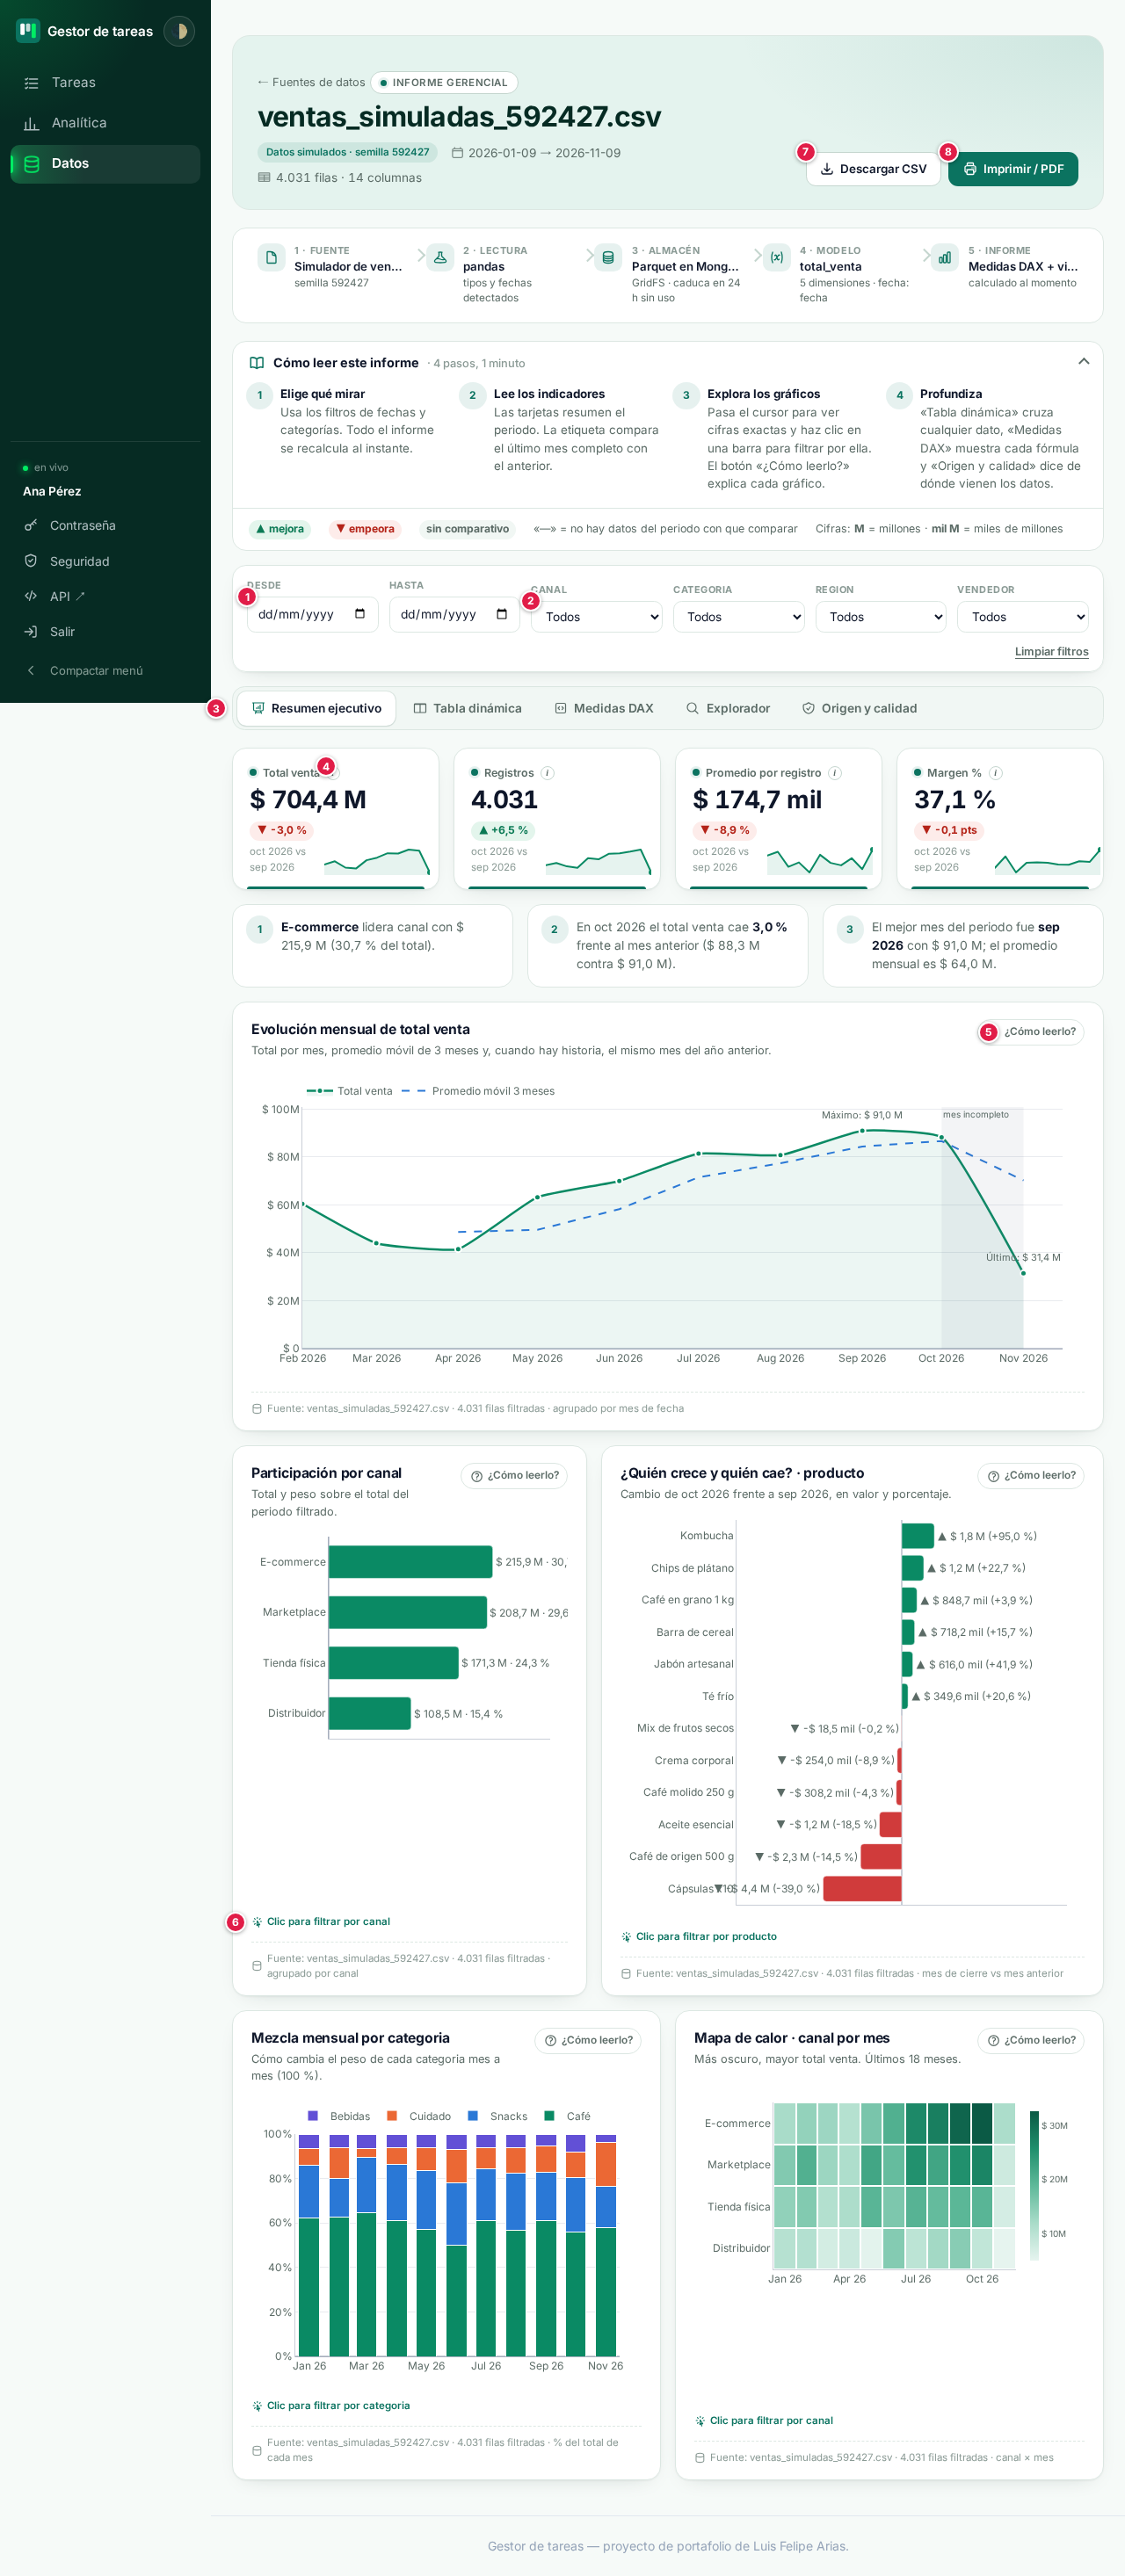 Gestor de tareas
Tareas
Analítica
Datos
en vivo
Ana Pérez
Contraseña
Seguridad
API ↗
Salir
Compactar menú
← Fuentes de datos
INFORME GERENCIAL
ventas_simuladas_592427.csv
Datos simulados · semilla 592427
2026-01-09 → 2026-11-09
4.031 filas · 14 columnas
7
Descargar CSV
8
Imprimir / PDF
1 · FUENTE
Simulador de ven...
semilla 592427
2 · LECTURA
pandas
tipos y fechas
detectados
3 · ALMACÉN
Parquet en Mong...
GridFS · caduca en 24
h sin uso
4 · MODELO
total_venta
5 dimensiones · fecha:
fecha
5 · INFORME
Medidas DAX + vi...
calculado al momento
Cómo leer este informe · 4 pasos, 1 minuto
1
Elige qué mirar
Usa los filtros de fechas y
categorías. Todo el informe
se recalcula al instante.
2
Lee los indicadores
Las tarjetas resumen el
periodo. La etiqueta compara
el último mes completo con
el anterior.
3
Explora los gráficos
Pasa el cursor para ver
cifras exactas y haz clic en
una barra para filtrar por ella.
El botón «¿Cómo leerlo?»
explica cada gráfico.
4
Profundiza
«Tabla dinámica» cruza
cualquier dato, «Medidas
DAX» muestra cada fórmula
y «Origen y calidad» dice de
dónde vienen los datos.
▲ mejora
▼ empeora
sin comparativo
«—» = no hay datos del periodo con que comparar
Cifras: M = millones · mil M = miles de millones
DESDE
1
dd/mm/yyyy
HASTA
dd/mm/yyyy
2
CANAL
Todos
CATEGORIA
Todos
REGION
Todos
VENDEDOR
Todos
Limpiar filtros
3
Resumen ejecutivo
Tabla dinámica
Medidas DAX
Explorador
Origen y calidad
Total venta
4
$ 704,4 M
▼ -3,0 %
oct 2026 vs
sep 2026
Registros
i
4.031
▲ +6,5 %
oct 2026 vs
sep 2026
Promedio por registro
i
$ 174,7 mil
▼ -8,9 %
oct 2026 vs
sep 2026
Margen %
i
37,1 %
▼ -0,1 pts
oct 2026 vs
sep 2026
1
E-commerce lidera canal con $
215,9 M (30,7 % del total).
2
En oct 2026 el total venta cae 3,0 %
frente al mes anterior ($ 88,3 M
contra $ 91,0 M).
3
El mejor mes del periodo fue sep
2026 con $ 91,0 M; el promedio
mensual es $ 64,0 M.
Evolución mensual de total venta
5
¿Cómo leerlo?
Total por mes, promedio móvil de 3 meses y, cuando hay historia, el mismo mes del año anterior.
Total venta
Promedio móvil 3 meses
Máximo: $ 91,0 M
mes incompleto
Último: $ 31,4 M
$ 100M
$ 80M
$ 60M
$ 40M
$ 20M
$ 0
Feb 2026
Mar 2026
Apr 2026
May 2026
Jun 2026
Jul 2026
Aug 2026
Sep 2026
Oct 2026
Nov 2026
Fuente: ventas_simuladas_592427.csv · 4.031 filas filtradas · agrupado por mes de fecha
Participación por canal
¿Cómo leerlo?
Total y peso sobre el total del
periodo filtrado.
E-commerce
$ 215,9 M · 30,
Marketplace
$ 208,7 M · 29,6
Tienda física
$ 171,3 M · 24,3 %
Distribuidor
$ 108,5 M · 15,4 %
6
Clic para filtrar por canal
Fuente: ventas_simuladas_592427.csv · 4.031 filas filtradas ·
agrupado por canal
¿Quién crece y quién cae? · producto
¿Cómo leerlo?
Cambio de oct 2026 frente a sep 2026, en valor y porcentaje.
Kombucha
▲ $ 1,8 M (+95,0 %)
Chips de plátano
▲ $ 1,2 M (+22,7 %)
Café en grano 1 kg
▲ $ 848,7 mil (+3,9 %)
Barra de cereal
▲ $ 718,2 mil (+15,7 %)
Jabón artesanal
▲ $ 616,0 mil (+41,9 %)
Té frío
▲ $ 349,6 mil (+20,6 %)
Mix de frutos secos
▼ -$ 18,5 mil (-0,2 %)
Crema corporal
▼ -$ 254,0 mil (-8,9 %)
Café molido 250 g
▼ -$ 308,2 mil (-4,3 %)
Aceite esencial
▼ -$ 1,2 M (-18,5 %)
Café de origen 500 g
▼ -$ 2,3 M (-14,5 %)
Cápsulas x10
▼ -$ 4,4 M (-39,0 %)
Clic para filtrar por producto
Fuente: ventas_simuladas_592427.csv · 4.031 filas filtradas · mes de cierre vs mes anterior
Mezcla mensual por categoria
¿Cómo leerlo?
Cómo cambia el peso de cada categoria mes a
mes (100 %).
Bebidas
Cuidado
Snacks
Café
100%
80%
60%
40%
20%
0%
Jan 26
Mar 26
May 26
Jul 26
Sep 26
Nov 26
Clic para filtrar por categoria
Fuente: ventas_simuladas_592427.csv · 4.031 filas filtradas · % del total de
cada mes
Mapa de calor · canal por mes
¿Cómo leerlo?
Más oscuro, mayor total venta. Últimos 18 meses.
E-commerce
Marketplace
Tienda física
Distribuidor
Jan 26
Apr 26
Jul 26
Oct 26
$ 30M
$ 20M
$ 10M
Clic para filtrar por canal
Fuente: ventas_simuladas_592427.csv · 4.031 filas filtradas · canal × mes
Gestor de tareas — proyecto de portafolio de Luis Felipe Arias.